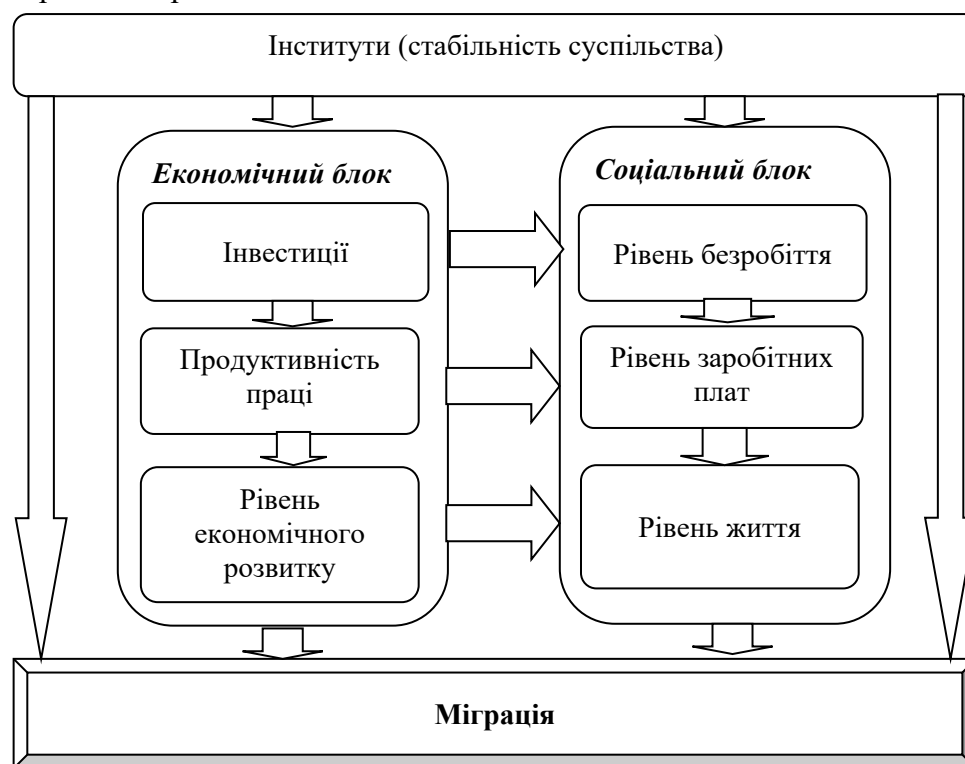 Інститути (стабільність суспільства)
Економічний блок
Інвестиції
Продуктивність
праці
Рівень
економічного
розвитку
Соціальний блок
Рівень безробіття
Рівень заробітних
плат
Рівень життя
Міграція